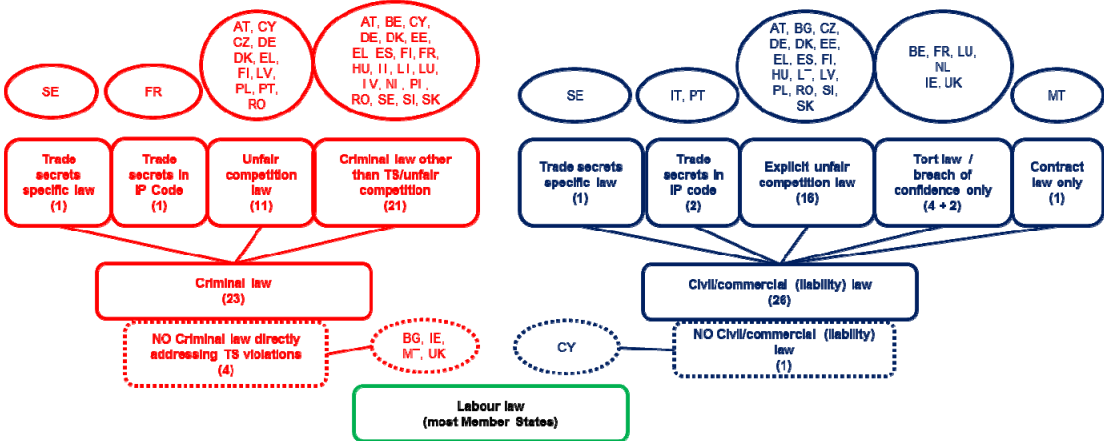 SE
FR
AT, CY
CZ, DE
DK, EL,
FI, LV,
PL, PT,
RO
AT, BE, CY,
DE, DK, EE,
EL ES, FI, FR,
HU, II, LI, LU,
IV, NI, PI,
RO, SE, SI, SK
SE
IT, PT
AT, BG, CZ,
DE, DK, EE,
EL, ES, FI,
HU, LV,
PL, RO, SI,
SK
BE, FR, LU,
NL
IE, UK
MT
Trade
secrets
specific law
(1)
Trade
secrets in
IP Code
(1)
Unfair
competition
law
(11)
Criminal law other
than TS/unfair
competition
(21)
Trade secrets
specific law
(1)
Trade
secrets in
IP code
(2)
Explicit unfair
competition law
(16)
Tort law /
breach of
confidence only
(4 + 2)
Contract
law only
(1)
Criminal law
(23)
Civil/commercial (liability) law
(26)
NO Criminal law directly
addressing TS violations
(4)
BG, IE,
UK
CY
NO Civil/commercial (liability)
law
(1)
Labour law
(most Member States)